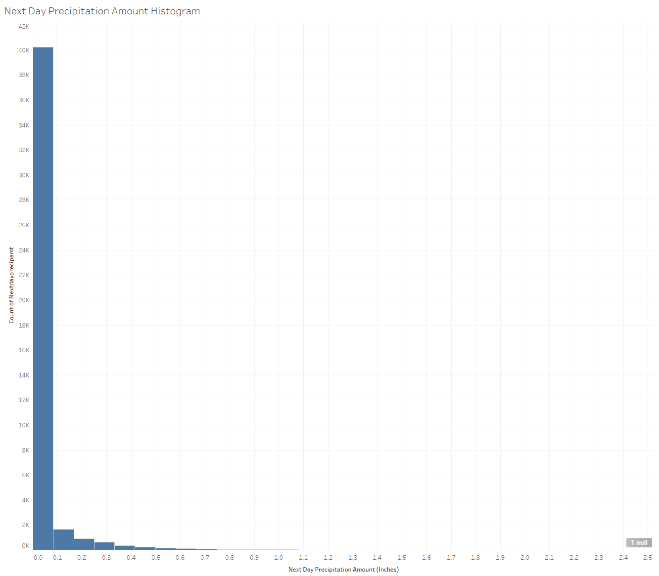 Next Day Precipitation Amount Histogram
42K
40K
38K
36K
34K
32K
30K
28K
26K
24K
22K
20K
18K
16K
14K
12K
10K
8K
6K
4K
2K
0K
Count of Nextdayprecipamt
1 null
0.0 0.1 0.2 0.3 0.4 0.5 0.6 0.7 0.8 0.9 1.0 1.1 1.2 1.3 1.4 1.5 1.6 1.7 1.8 1.9 2.0 2.1 2.2 2.3 2.4 2.5
Next Day Precipitation Amount (Inches)